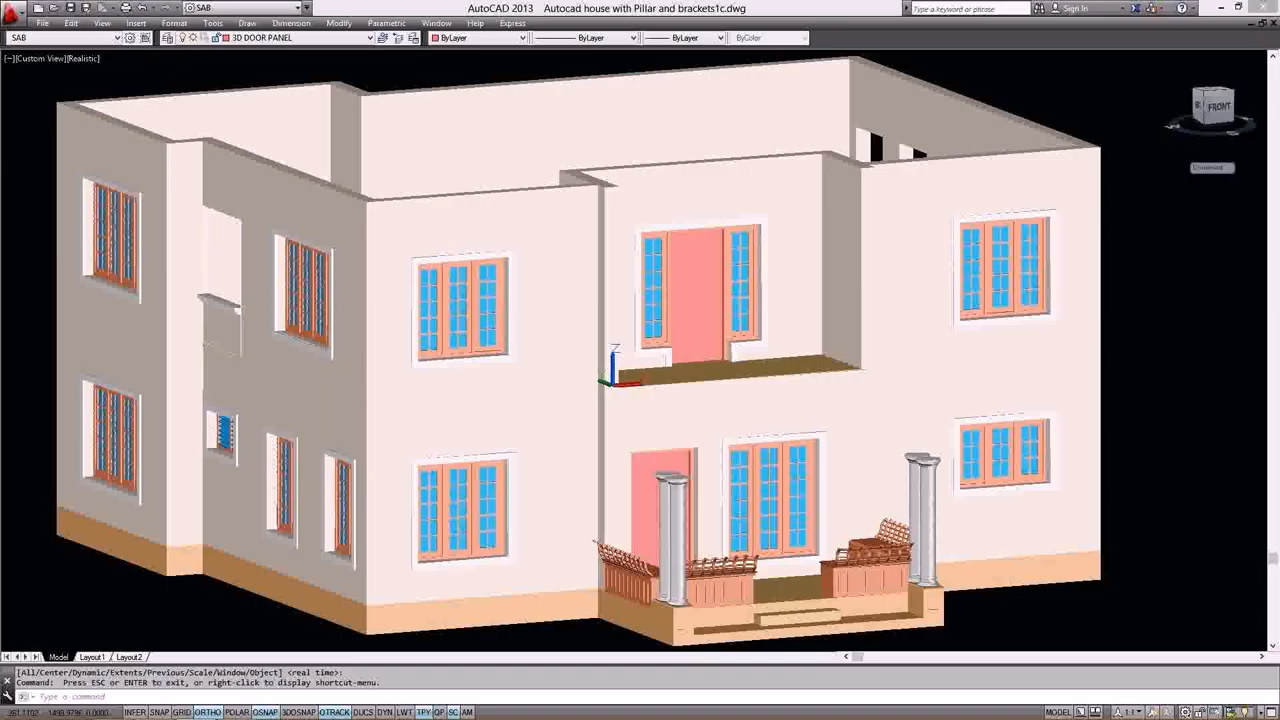 SAB
AutoCAD 2013 Autocad house with Pillar and brackets1c.dwg
Type a keyword or phrase
Sign In
File Edit View Insert Format Tools Draw Dimension Modify Parametric Window Help Express
SAB
3D DOOR PANEL
ByLayer
ByLayer
ByLayer
ByColor
[−][Custom View][Realistic]
FRONT
Unnamed
Z
Model Layout1 Layout2
[All/Center/Dynamic/Extents/Previous/Scale/Window/Object] <real time>:
Command: Press ESC or ENTER to exit, or right-click to display shortcut-menu.
Type a command
INFER SNAP GRID ORTHO POLAR OSNAP 3DOSNAP OTRACK DUCS DYN LWT TPY QP SC AM
MODEL
1:1